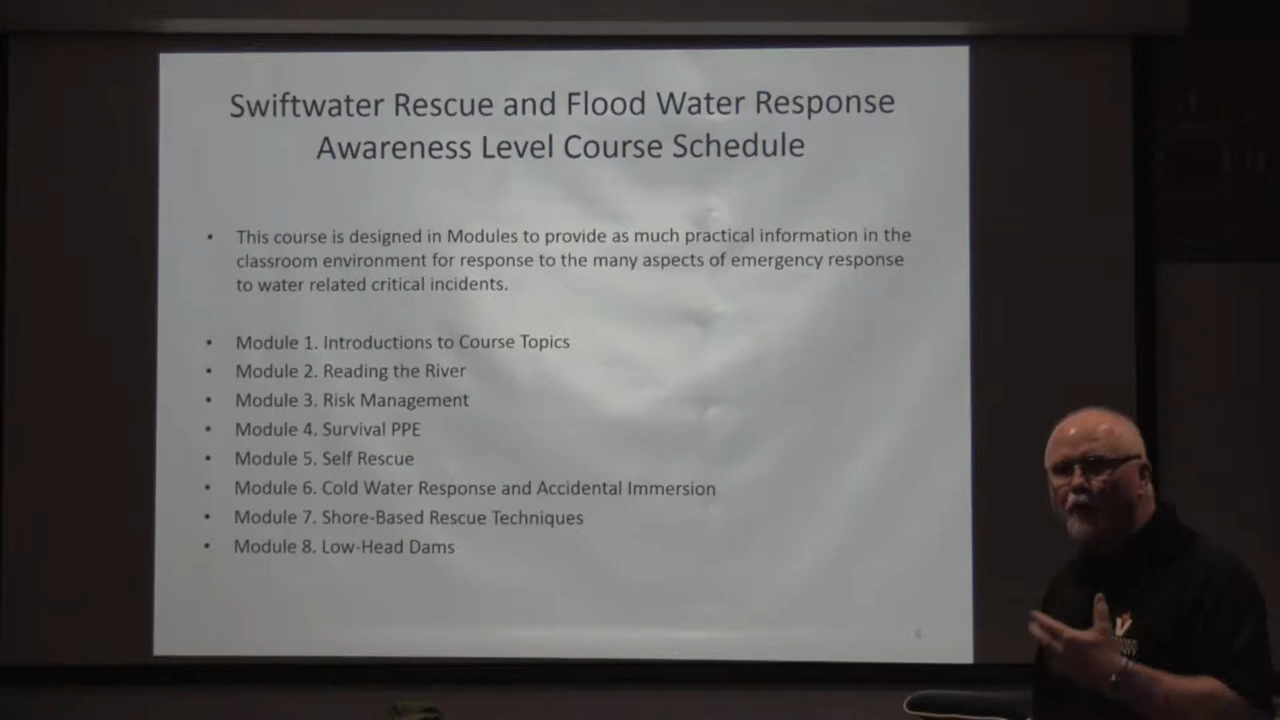 Swiftwater Rescue and Flood Water Response
Awareness Level Course Schedule
• This course is designed in Modules to provide as much practical information in the
classroom environment for response to the many aspects of emergency response
to water related critical incidents.
• Module 1. Introductions to Course Topics
• Module 2. Reading the River
• Module 3. Risk Management
• Module 4. Survival PPE
• Module 5. Self Rescue
• Module 6. Cold Water Response and Accidental Immersion
• Module 7. Shore-Based Rescue Techniques
• Module 8. Low-Head Dams
6
V